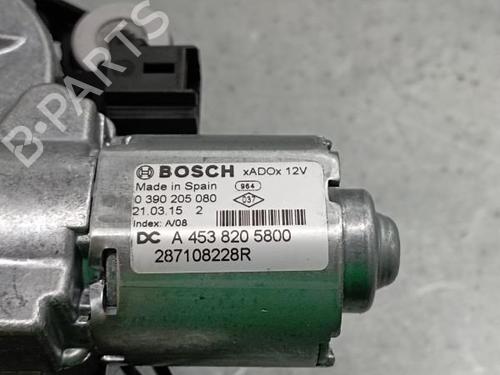 B-PARTS
BOSCH xADOx 12V
Made in Spain 964
0 390 205 080 037
21.03.15 2
Index: A/08
DC A 453 820 5800
287108228R